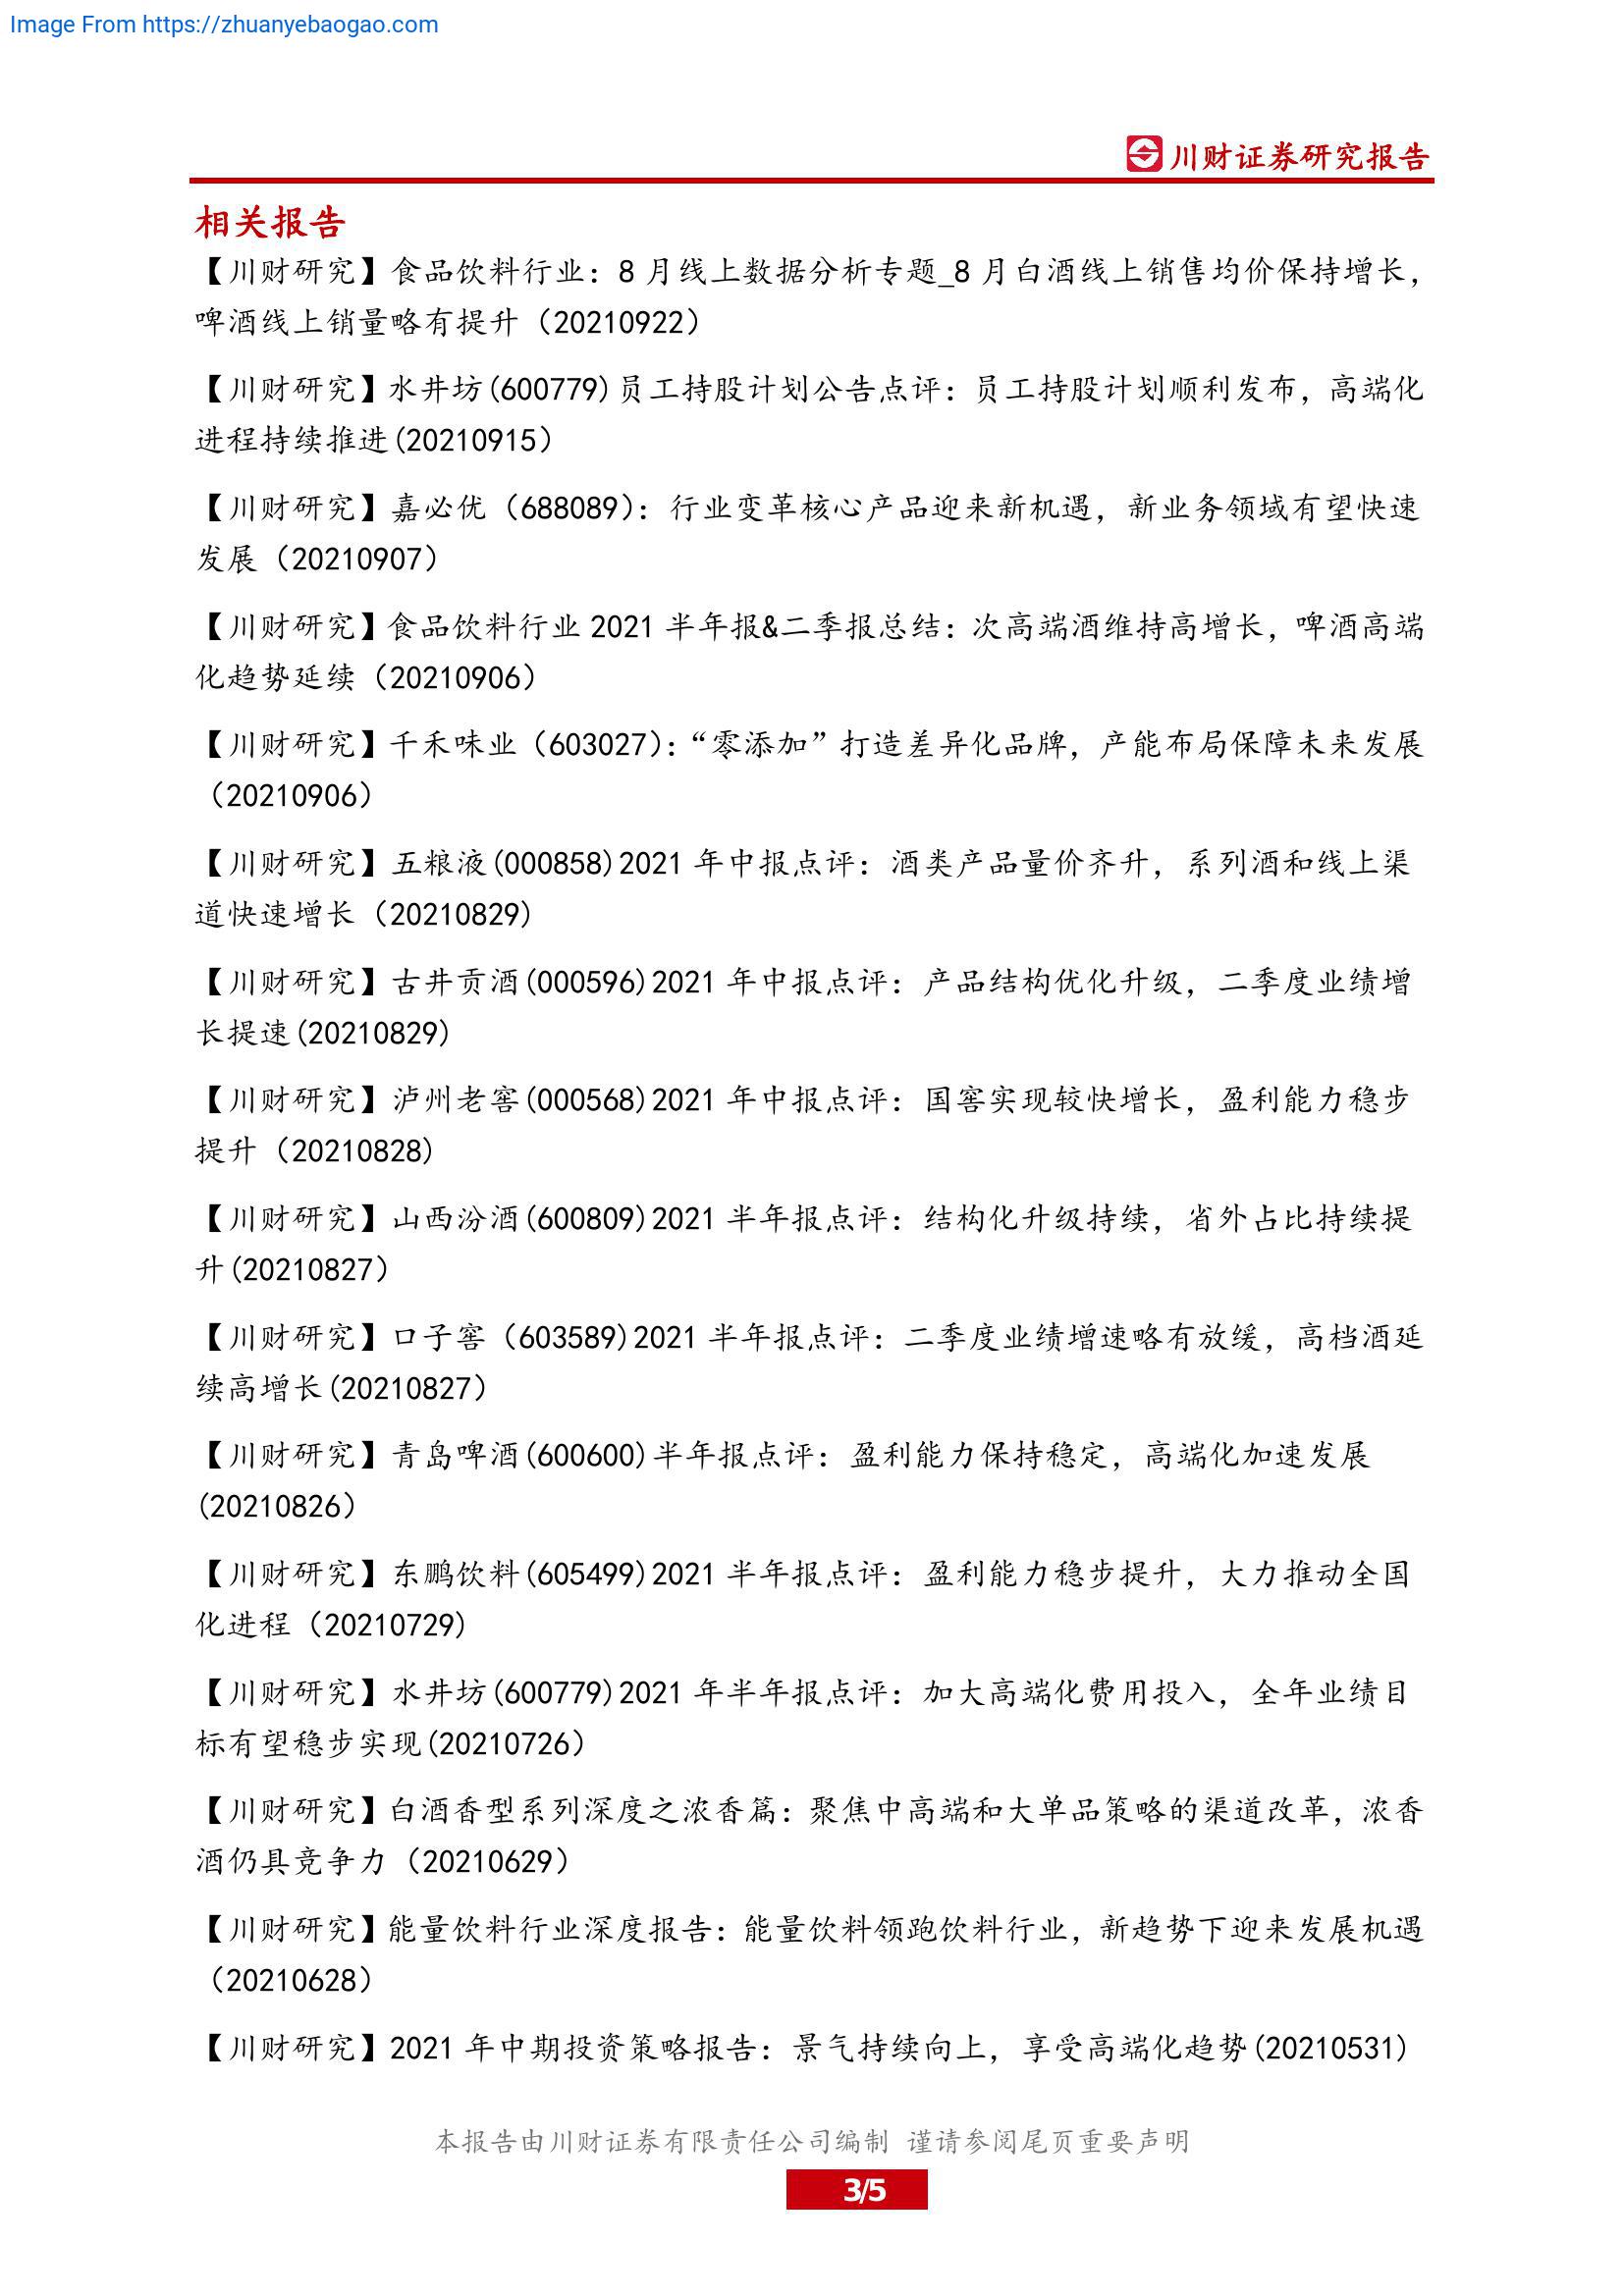 Image From https://zhuanyebaogao.com
川财证券研究报告
相关报告
【川财研究】食品饮料行业：8 月线上数据分析专题_8 月白酒线上销售均价保持增长，
啤酒线上销量略有提升（20210922）
【川财研究】水井坊(600779)员工持股计划公告点评：员工持股计划顺利发布，高端化
进程持续推进(20210915）
【川财研究】嘉必优（688089）：行业变革核心产品迎来新机遇，新业务领域有望快速
发展（20210907）
【川财研究】食品饮料行业 2021 半年报&二季报总结：次高端酒维持高增长，啤酒高端
化趋势延续（20210906）
【川财研究】千禾味业（603027）：“零添加”打造差异化品牌，产能布局保障未来发展
（20210906）
【川财研究】五粮液(000858)2021 年中报点评：酒类产品量价齐升，系列酒和线上渠
道快速增长（20210829)
【川财研究】古井贡酒(000596)2021 年中报点评：产品结构优化升级，二季度业绩增
长提速(20210829)
【川财研究】泸州老窖(000568)2021 年中报点评：国窖实现较快增长，盈利能力稳步
提升（20210828)
【川财研究】山西汾酒(600809)2021 半年报点评：结构化升级持续，省外占比持续提
升(20210827）
【川财研究】口子窖（603589)2021 半年报点评：二季度业绩增速略有放缓，高档酒延
续高增长(20210827）
【川财研究】青岛啤酒(600600)半年报点评：盈利能力保持稳定，高端化加速发展
(20210826）
【川财研究】东鹏饮料(605499)2021 半年报点评：盈利能力稳步提升，大力推动全国
化进程（20210729)
【川财研究】水井坊(600779)2021 年半年报点评：加大高端化费用投入，全年业绩目
标有望稳步实现(20210726）
【川财研究】白酒香型系列深度之浓香篇：聚焦中高端和大单品策略的渠道改革，浓香
酒仍具竞争力（20210629）
【川财研究】能量饮料行业深度报告：能量饮料领跑饮料行业，新趋势下迎来发展机遇
（20210628）
【川财研究】2021 年中期投资策略报告：景气持续向上，享受高端化趋势(20210531)
本报告由川财证券有限责任公司编制 谨请参阅尾页重要声明
3/5